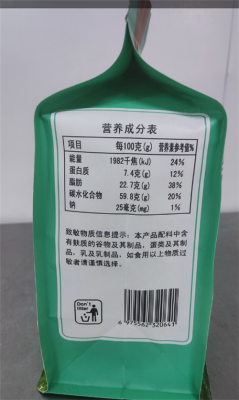 营养成分表
项目 每100克(g) 营养素参考值%
能量 1982千焦(kJ) 24%
蛋白质 7.4克(g) 12%
脂肪 22.7克(g) 38%
碳水化合物 59.8克(g) 20%
钠 25毫克(mg) 1%
致敏物质信息提示：本产品配料中含
有麸质的谷物及其制品，蛋类及其制
品，乳及乳制品，如食用以上物质过
敏者请谨慎选择。
Don't
litter
6 975562 320641